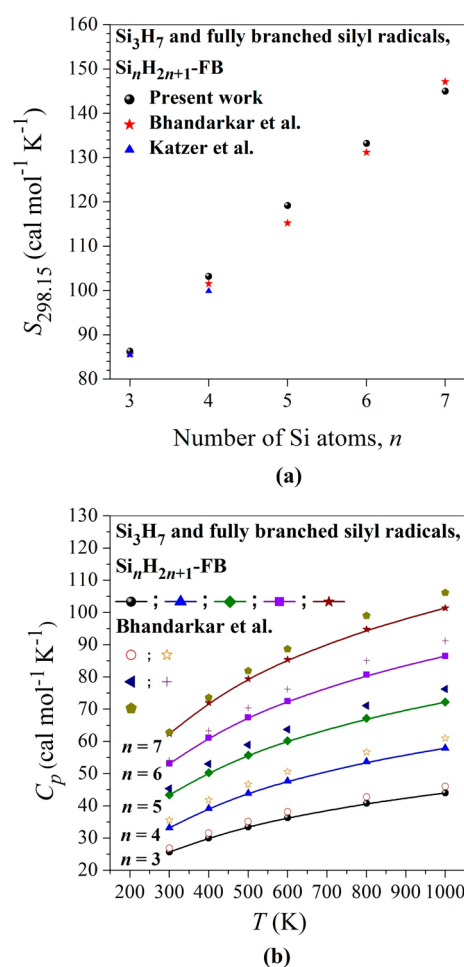 Si3H7 and fully branched silyl radicals,
SinH2n+1-FB
Present work
Bhandarkar et al.
Katzer et al.
160
150
140
130
120
110
100
90
80
S298.15 (cal mol-1 K-1)
3 4 5 6 7
Number of Si atoms, n
(a)
130
120
110
100
90
80
70
60
50
40
30
20
Cp (cal mol-1 K-1)
Si3H7 and fully branched silyl radicals,
SinH2n+1-FB
; ; ; ;
Bhandarkar et al.
;
;
n = 7
n = 6
n = 5
n = 4
n = 3
200 300 400 500 600 700 800 900 1000
T (K)
(b)